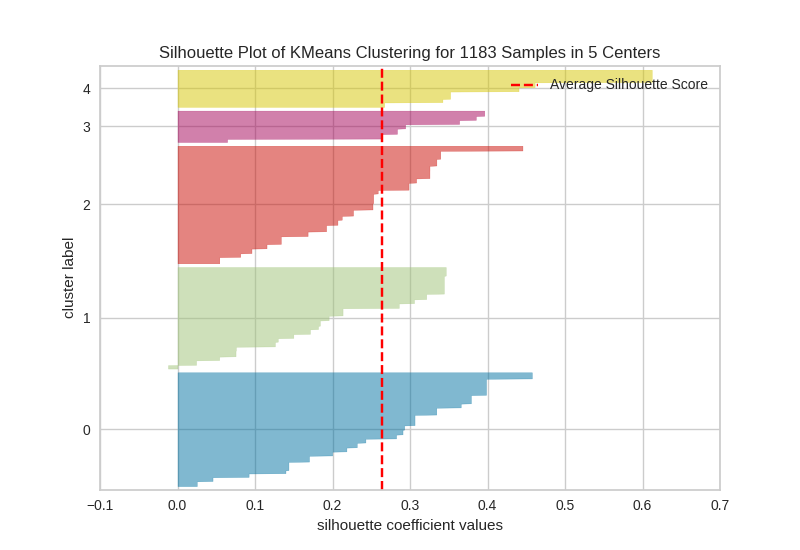 Silhouette Plot of KMeans Clustering for 1183 Samples in 5 Centers
Average Silhouette Score
cluster label
4
3
2
1
0
−0.1 0.0 0.1 0.2 0.3 0.4 0.5 0.6 0.7
silhouette coefficient values